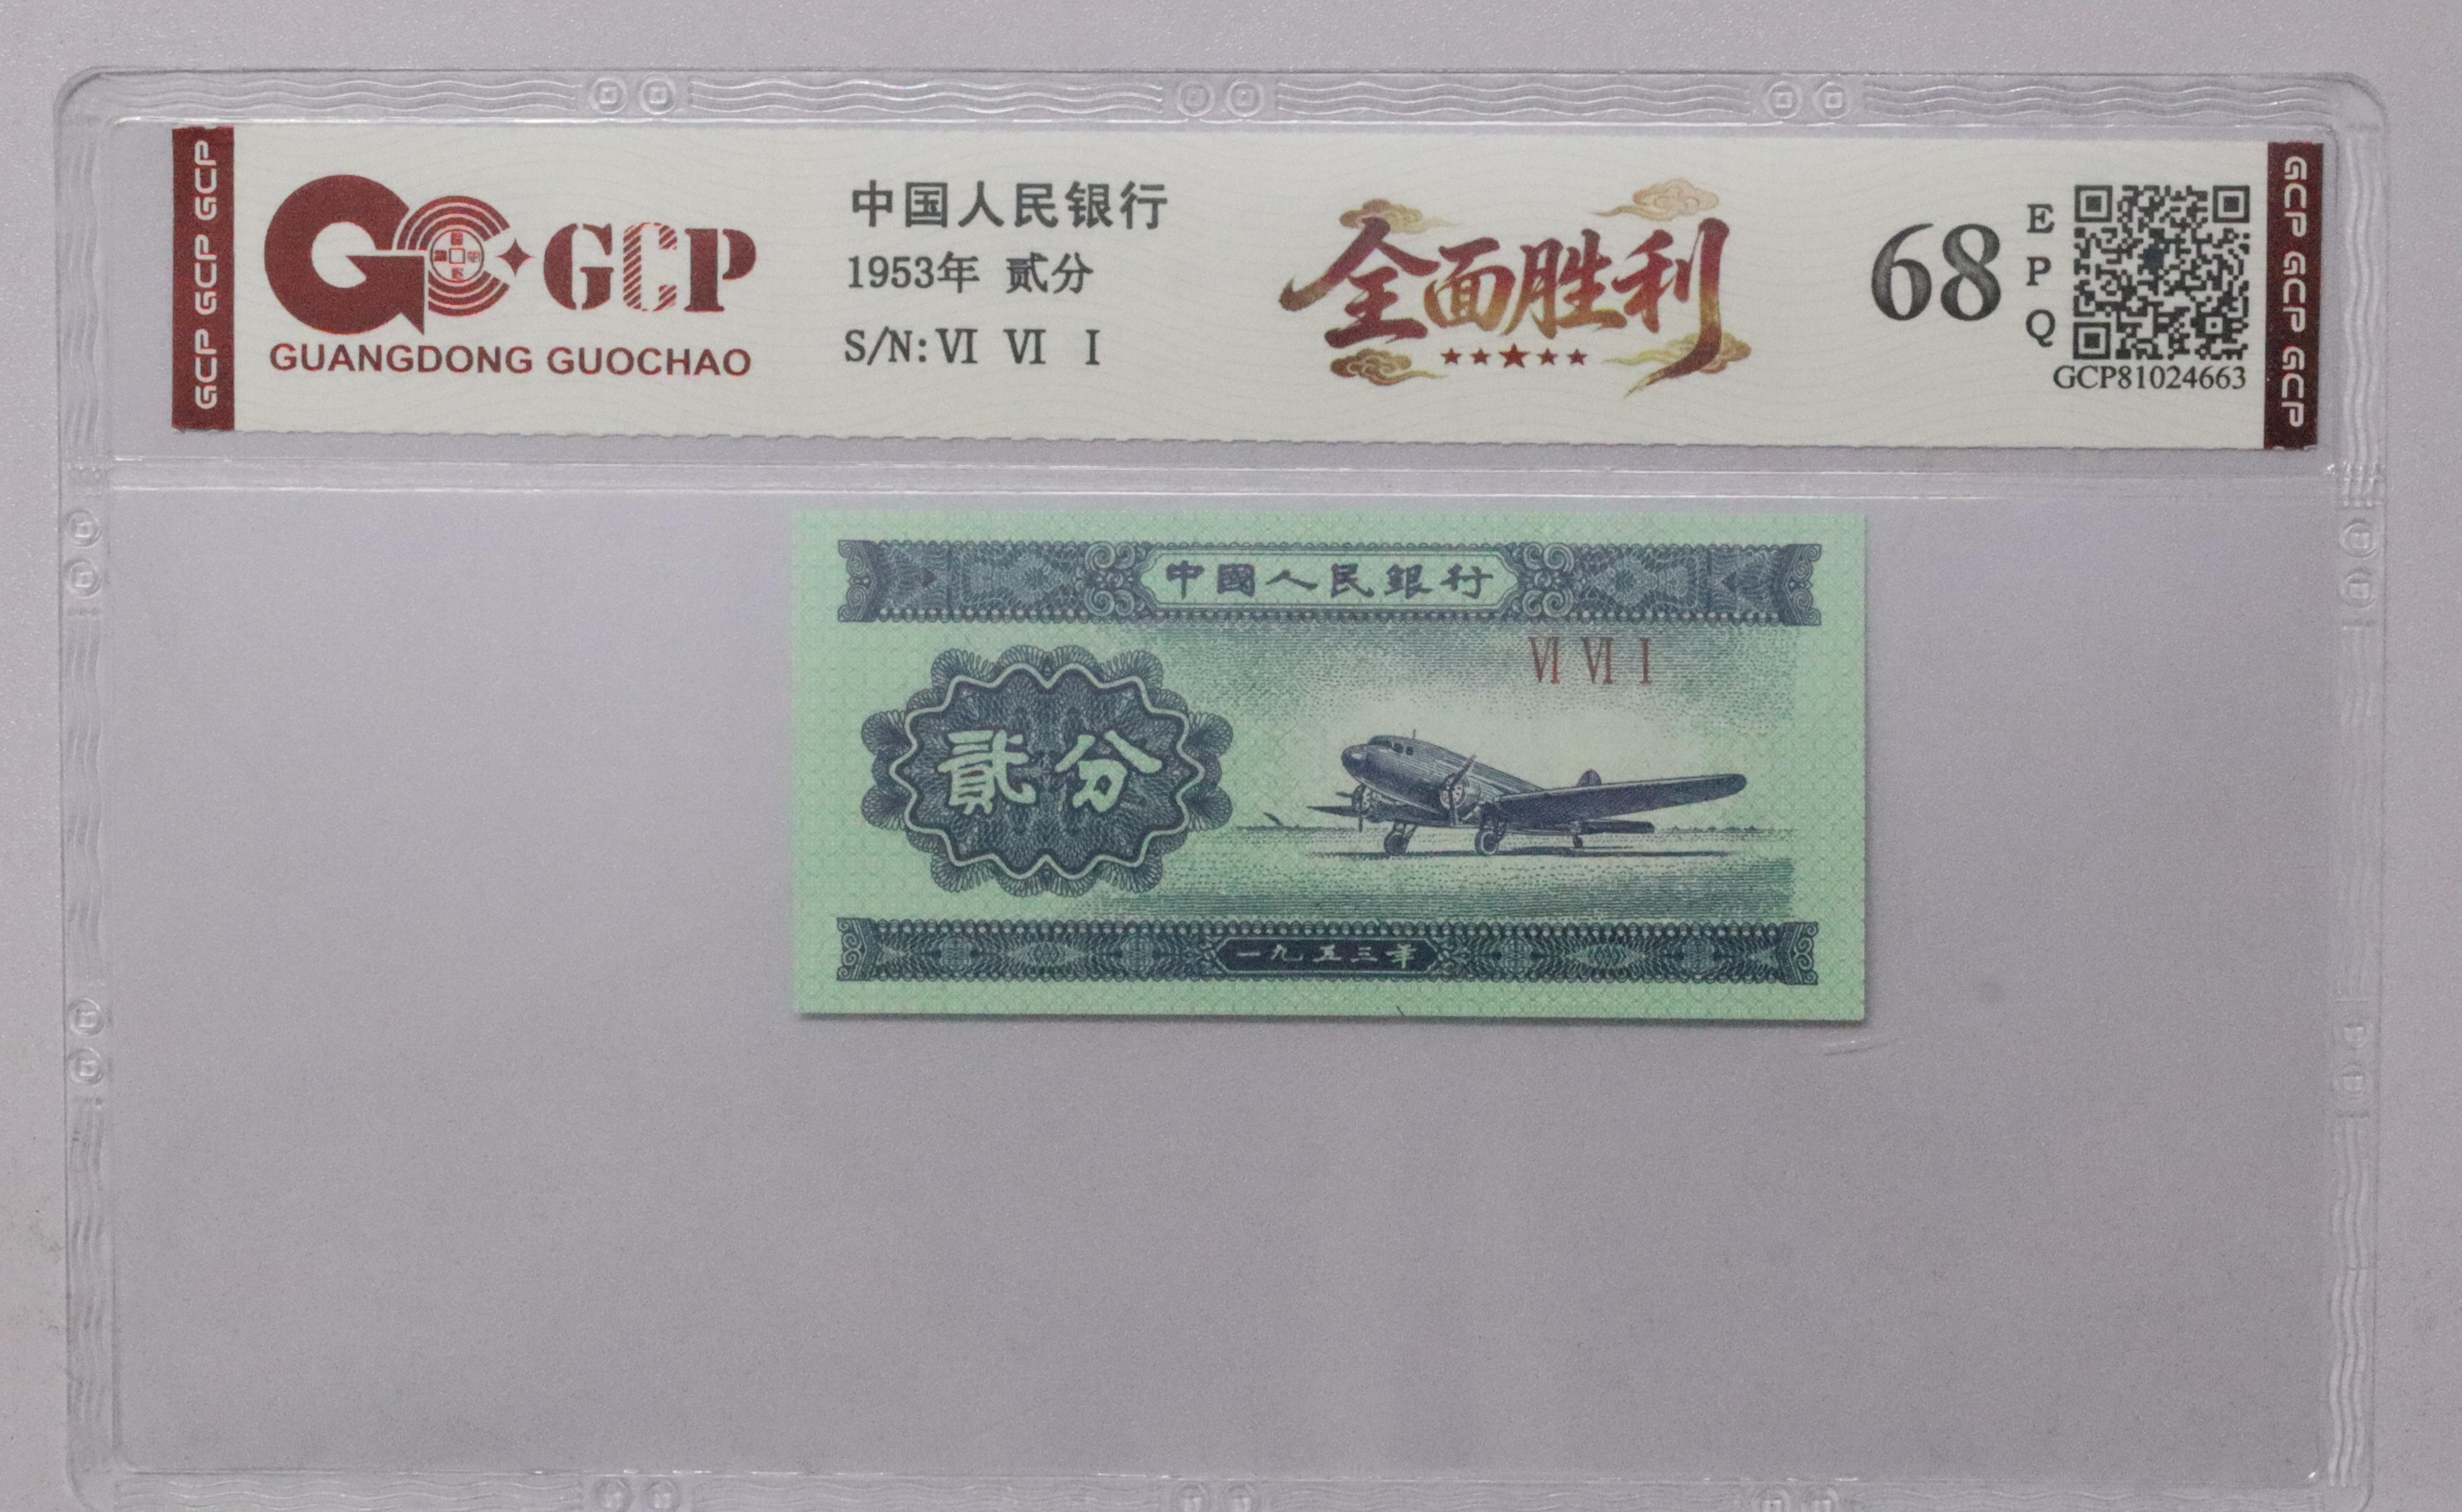 GCP GCP GCP
GCP
GUANGDONG GUOCHAO
中国人民银行
1953年 贰分
S/N: VI VI I
全面胜利
68
E
P
Q
GCP81024663
GCP GCP GCP
中國人民銀行
VI VI I
貳分
一九五三年